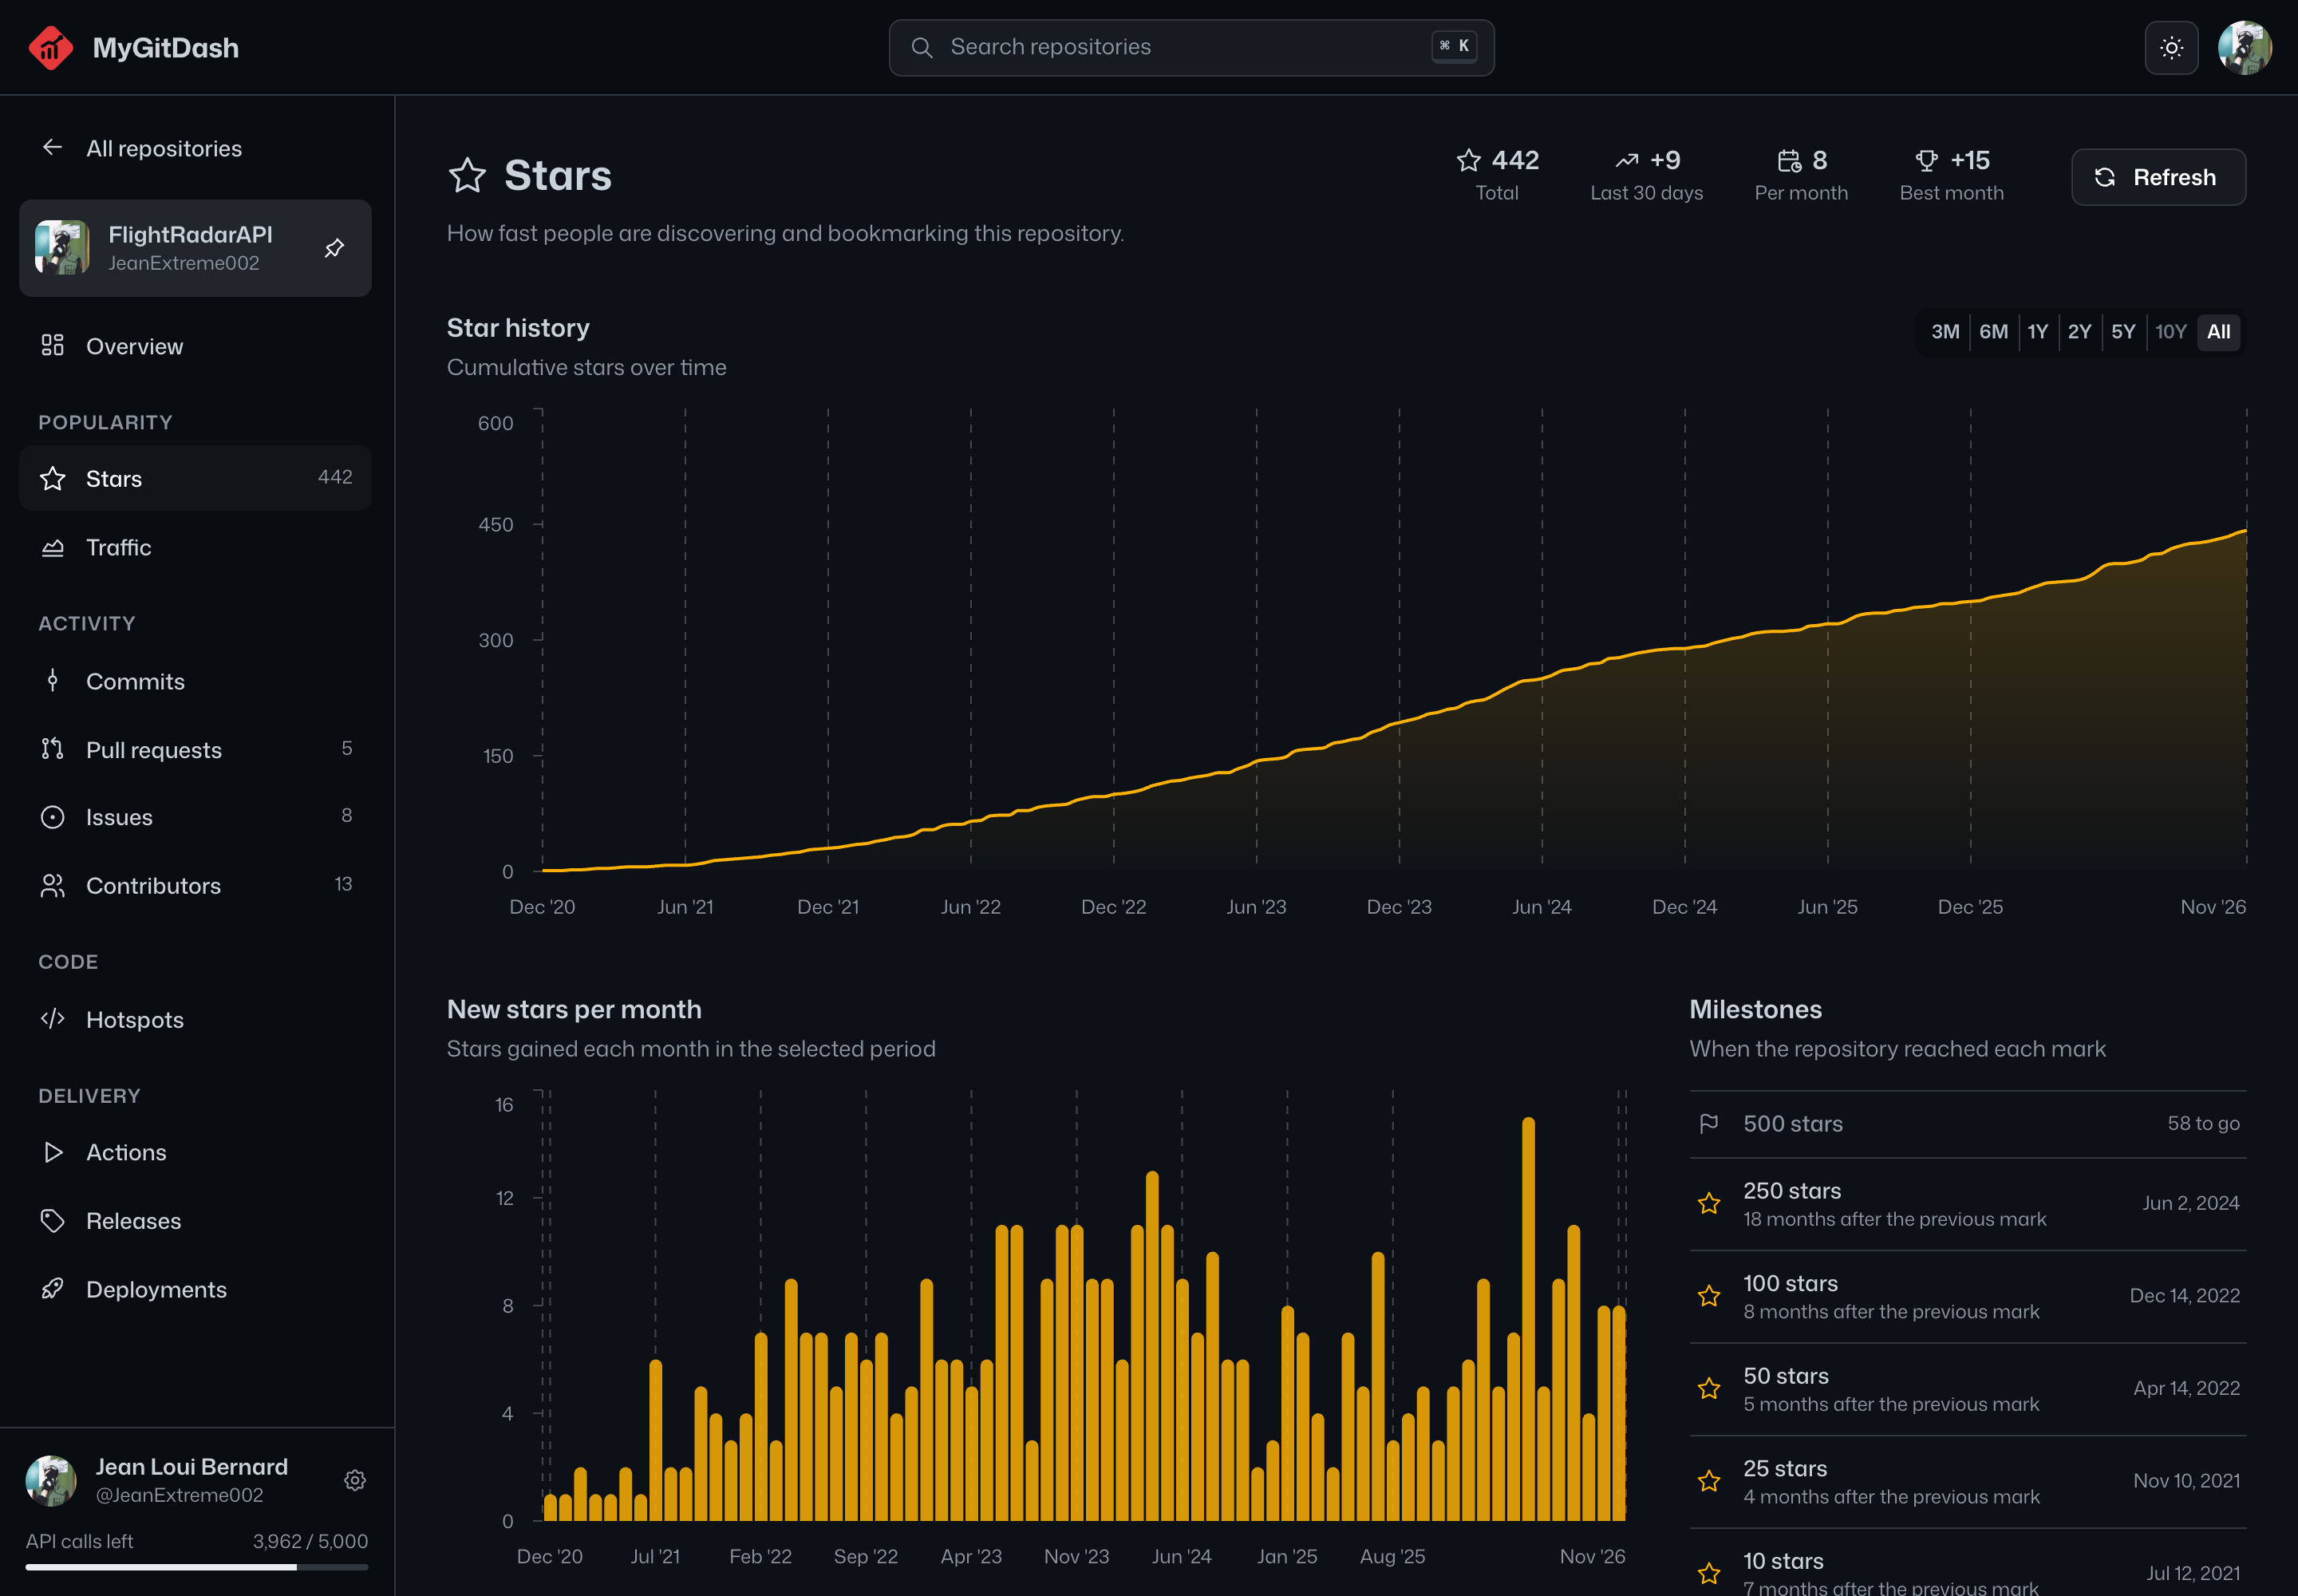 MyGitDash
Search repositories
⌘ K
All repositories
FlightRadarAPI
JeanExtreme002
Overview
POPULARITY
Stars 442
Traffic
ACTIVITY
Commits
Pull requests 5
Issues 8
Contributors 13
CODE
Hotspots
DELIVERY
Actions
Releases
Deployments
Jean Loui Bernard
@JeanExtreme002
API calls left 3,962 / 5,000
Stars
How fast people are discovering and bookmarking this repository.
442
Total
+9
Last 30 days
8
Per month
+15
Best month
Refresh
Star history
Cumulative stars over time
3M 6M 1Y 2Y 5Y 10Y All
600
450
300
150
0
Dec '20 Jun '21 Dec '21 Jun '22 Dec '22 Jun '23 Dec '23 Jun '24 Dec '24 Jun '25 Dec '25 Nov '26
New stars per month
Stars gained each month in the selected period
16
12
8
4
0
Dec '20 Jul '21 Feb '22 Sep '22 Apr '23 Nov '23 Jun '24 Jan '25 Aug '25 Nov '26
Milestones
When the repository reached each mark
500 stars 58 to go
250 stars
18 months after the previous mark
Jun 2, 2024
100 stars
8 months after the previous mark
Dec 14, 2022
50 stars
5 months after the previous mark
Apr 14, 2022
25 stars
4 months after the previous mark
Nov 10, 2021
10 stars
7 months after the previous mark
Jul 12, 2021